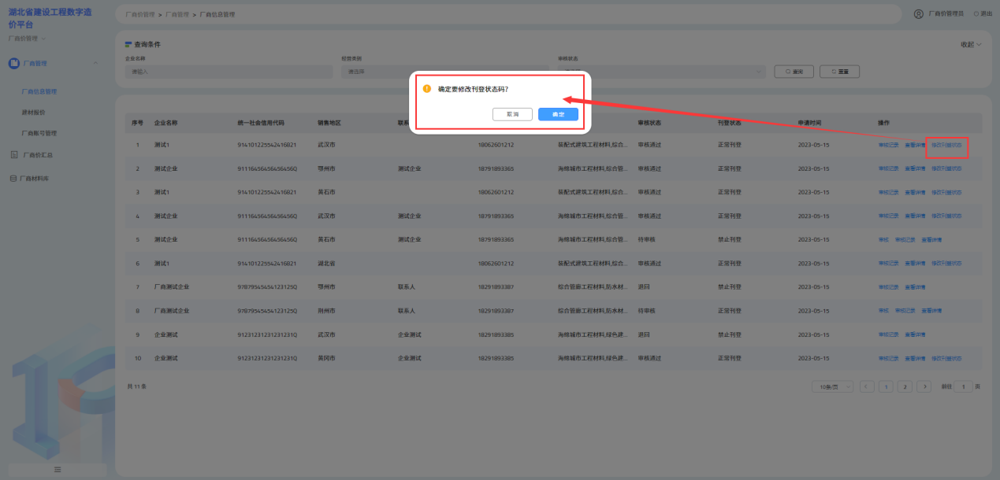 湖北省建设工程数字造
价平台
厂商价管理
厂商管理
厂商信息管理
建材报价
厂商账号管理
厂商价汇总
厂商材料库
厂商价管理 > 厂商管理 > 厂商信息管理
厂商价管理员 退出
查询条件 收起
企业名称 经营类别 审核状态
请输入 请选择 查询 重置
确定要修改刊登状态码?
取消 确定
序号 企业名称 统一社会信用代码 销售地区 审核状态 刊登状态 申请时间 操作
1 测试1 914101225542416821 武汉市 18062601212 装配式建筑工程材料,综合... 审核通过 正常刊登 2023-05-15 审核记录 查看详情 修改刊登状态
2 测试企业 91116456456456456Q 鄂州市 测试企业 18791893365 海绵城市工程材料,综合管... 审核通过 正常刊登 2023-05-15 审核记录 查看详情 修改刊登状态
3 测试1 914101225542416821 黄石市 18062601212 装配式建筑工程材料,综合... 审核通过 正常刊登 2023-05-15 审核记录 查看详情 修改刊登状态
4 测试企业 91116456456456456Q 武汉市 测试企业 18791893365 海绵城市工程材料,综合管... 审核通过 正常刊登 2023-05-15 审核记录 查看详情 修改刊登状态
5 测试企业 91116456456456456Q 黄石市 测试企业 18791893365 海绵城市工程材料,综合管... 待审核 禁止刊登 2023-05-15 审核 审核记录 查看详情
6 测试1 914101225542416821 湖北省 18062601212 装配式建筑工程材料,综合... 审核通过 正常刊登 2023-05-15 审核记录 查看详情 修改刊登状态
7 厂商测试企业 97879545454123125Q 鄂州市 联系人 18291893387 综合管廊工程材料,防水材... 退回 禁止刊登 2023-05-15 审核记录 查看详情
8 厂商测试企业 97879545454123125Q 荆州市 联系人 18291893387 综合管廊工程材料,防水材... 待审核 正常刊登 2023-05-15 审核 审核记录 查看详情
9 企业测试 91231231231231231Q 武汉市 企业测试 18291893385 海绵城市工程材料,绿色建... 退回 禁止刊登 2023-05-15 审核记录 查看详情
10 企业测试 91231231231231231Q 黄冈市 企业测试 18291893385 海绵城市工程材料,绿色建... 审核通过 正常刊登 2023-05-15 审核记录 查看详情 修改刊登状态
共 11 条 10条/页 1 2 前往 1 页